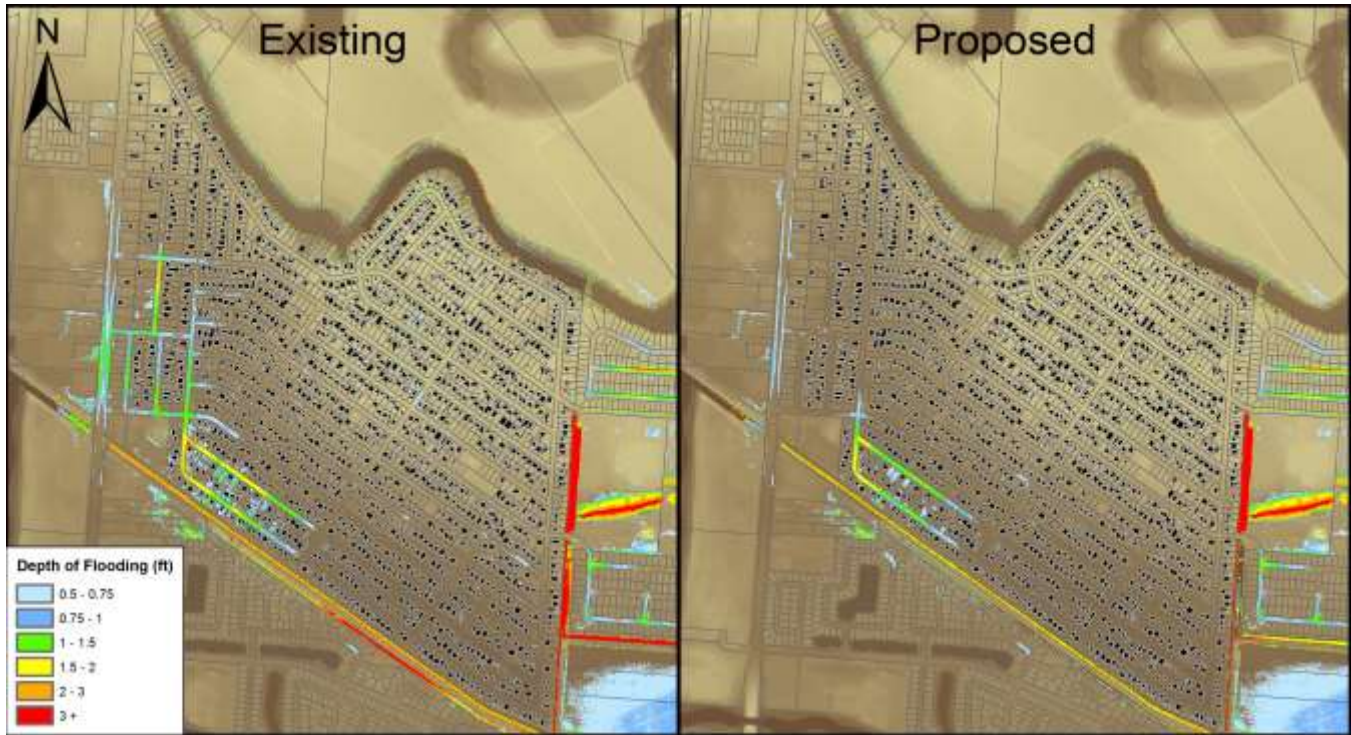 Existing
Proposed
N
Depth of Flooding (ft)
0.5 - 0.75
0.75 - 1
1 - 1.5
1.5 - 2
2 - 3
3 +